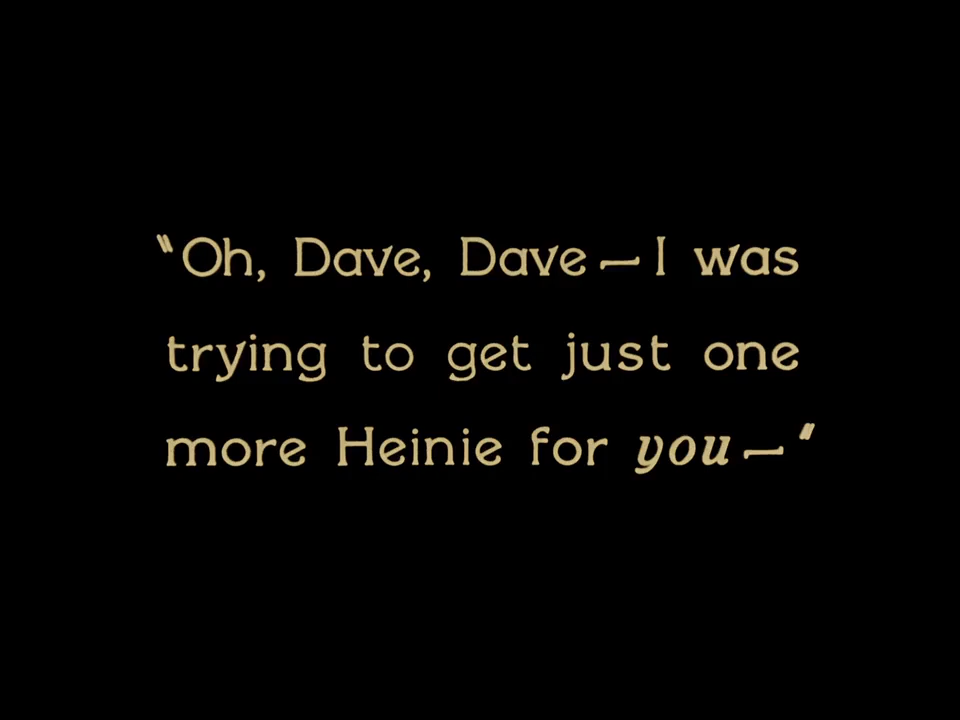 "Oh, Dave, Dave—I was
trying to get just one
more Heinie for you—"